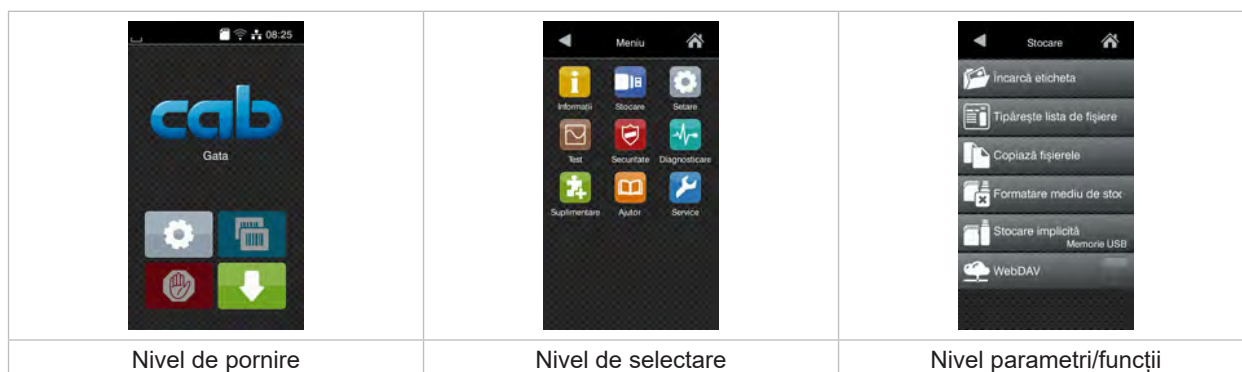 08:25
cab
Gata
Nivel de pornire
Meniu
Informații Stocare Setare
Test Securitate Diagnosticare
Suplimentare Ajutor Service
Nivel de selectare
Stocare
Încarcă eticheta
Tipărește lista de fișiere
Copiază fișierele
Formatare mediu de stoc
Stocare implicită
Memorie USB
WebDAV
Nivel parametri/funcții